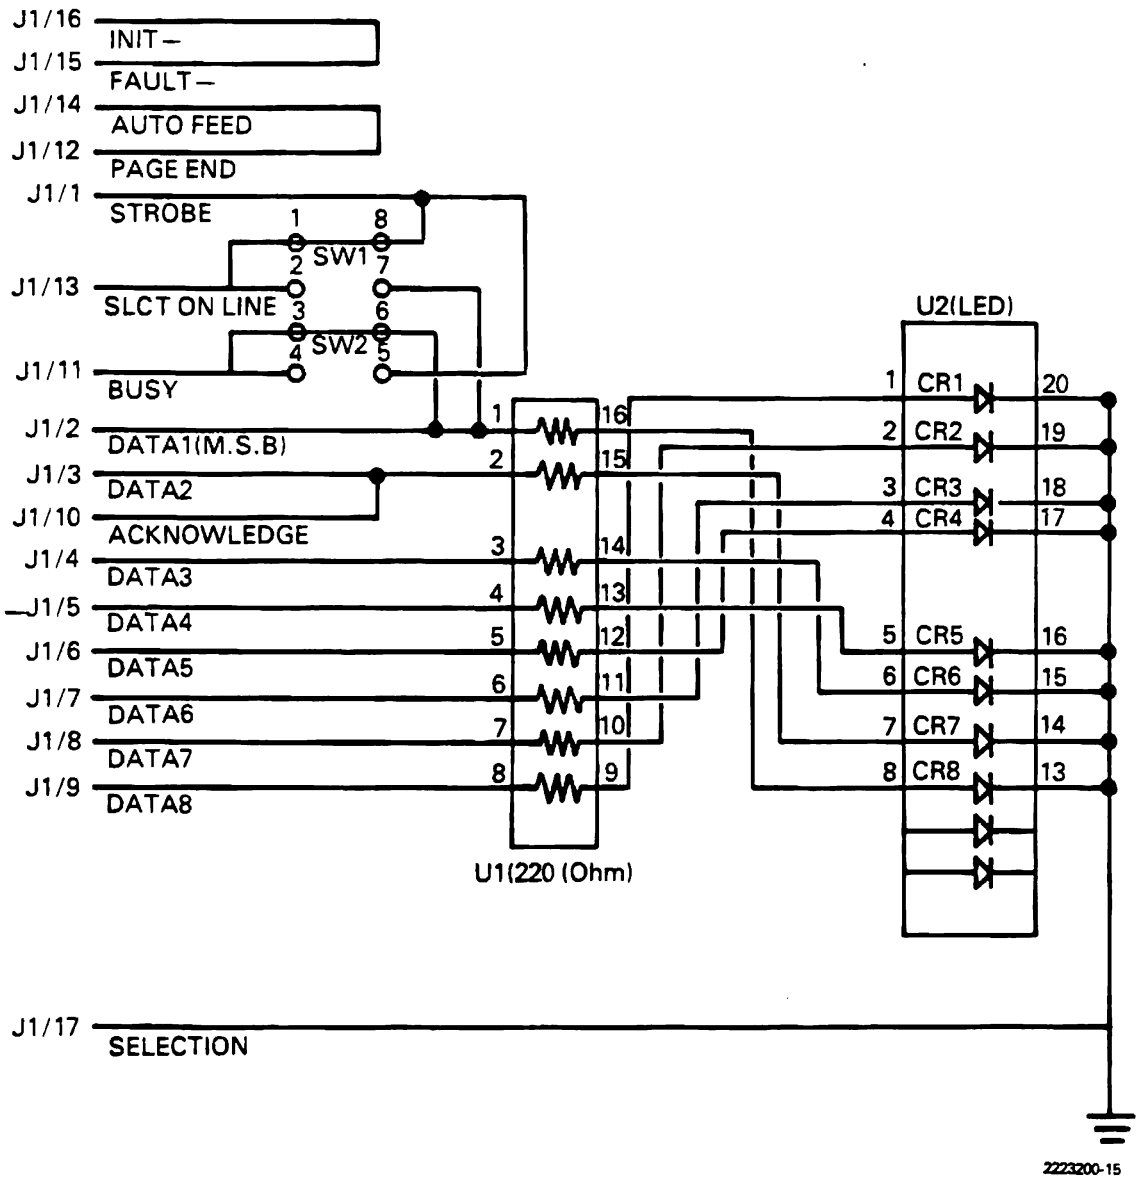 J1/16
INIT−
J1/15
FAULT−
J1/14
AUTO FEED
J1/12
PAGE END
J1/1
STROBE
1 8
SW1
2 7
J1/13
SLCT ON LINE
3 6
SW2
4 5
J1/11
BUSY
U2(LED)
1 CR1 20
J1/2
1 16
DATA1(M.S.B)
2 CR2 19
J1/3
2 15
DATA2
3 CR3 18
J1/10
4 CR4 17
ACKNOWLEDGE
J1/4
3 14
DATA3
J1/5
4 13
DATA4
5 CR5 16
J1/6
5 12
DATA5
6 CR6 15
J1/7
6 11
DATA6
7 CR7 14
J1/8
7 10
DATA7
8 CR8 13
J1/9
8 9
DATA8
U1(220 (Ohm)
J1/17
SELECTION
2223200-15